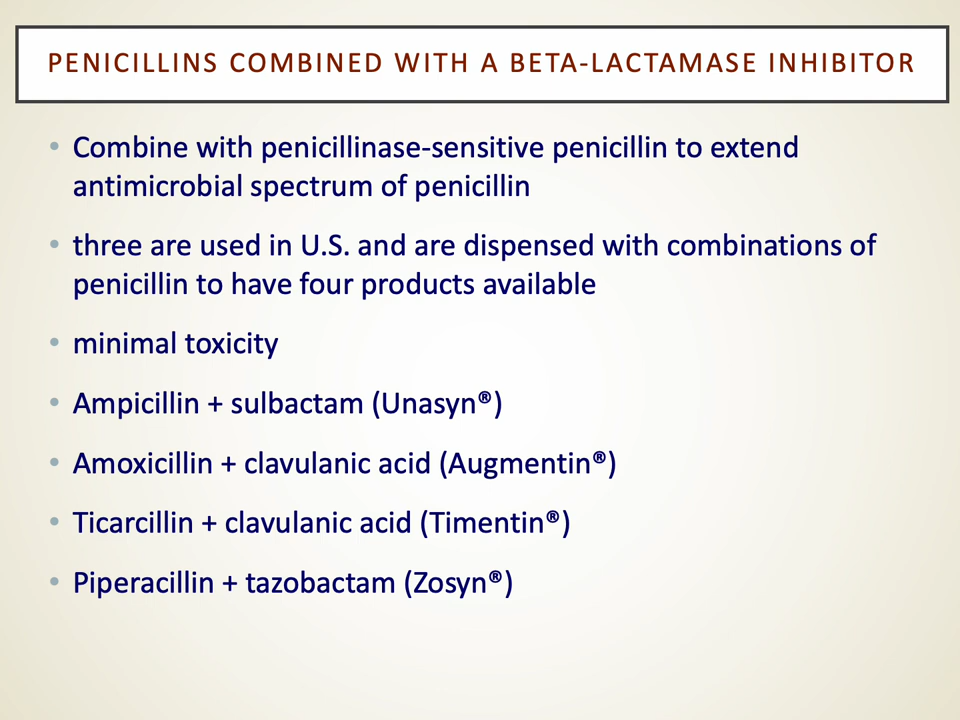 PENICILLINS COMBINED WITH A BETA-LACTAMASE INHIBITOR
• Combine with penicillinase-sensitive penicillin to extend
antimicrobial spectrum of penicillin
• three are used in U.S. and are dispensed with combinations of
penicillin to have four products available
• minimal toxicity
• Ampicillin + sulbactam (Unasyn®)
• Amoxicillin + clavulanic acid (Augmentin®)
• Ticarcillin + clavulanic acid (Timentin®)
• Piperacillin + tazobactam (Zosyn®)